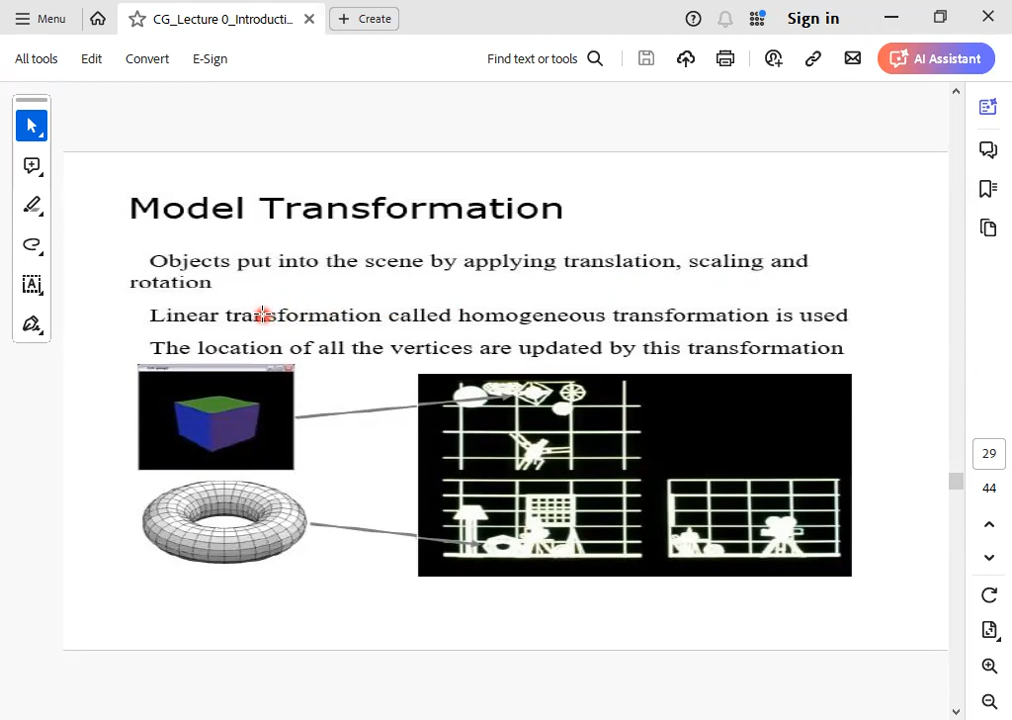 Menu
CG_Lecture 0_Introducti...
Create
Sign in
All tools
Edit
Convert
E-Sign
Find text or tools
AI Assistant
Model Transformation
Objects put into the scene by applying translation, scaling and
rotation
Linear transformation called homogeneous transformation is used
The location of all the vertices are updated by this transformation
29
44